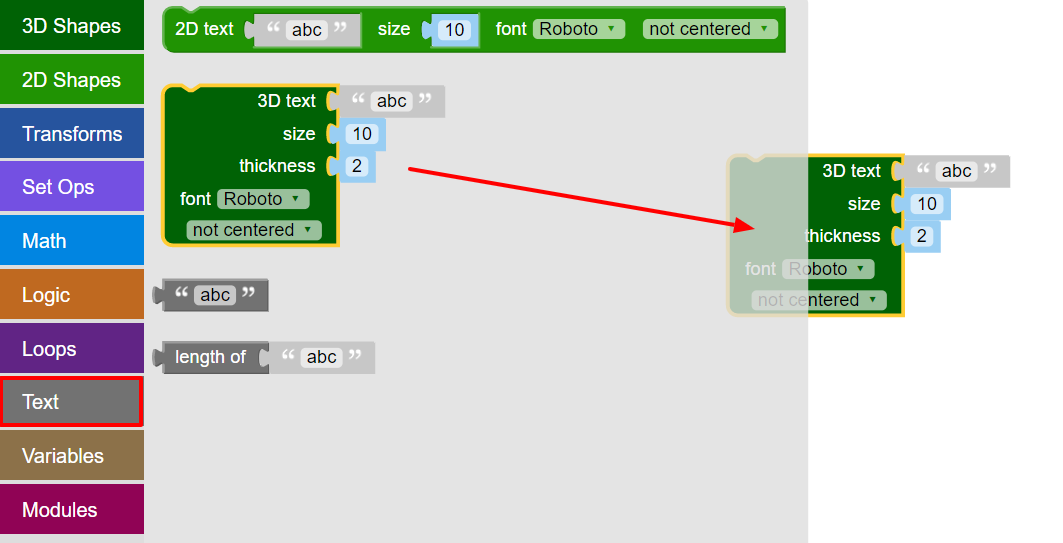 3D Shapes
2D Shapes
Transforms
Set Ops
Math
Logic
Loops
Text
Variables
Modules
2D text “ abc ” size 10 font Roboto ▾ not centered ▾
3D text “ abc ”
size 10
thickness 2
font Roboto ▾
not centered ▾
“ abc ”
length of “ abc ”
3D text “ abc ”
size 10
thickness 2
font Roboto ▾
not centered ▾